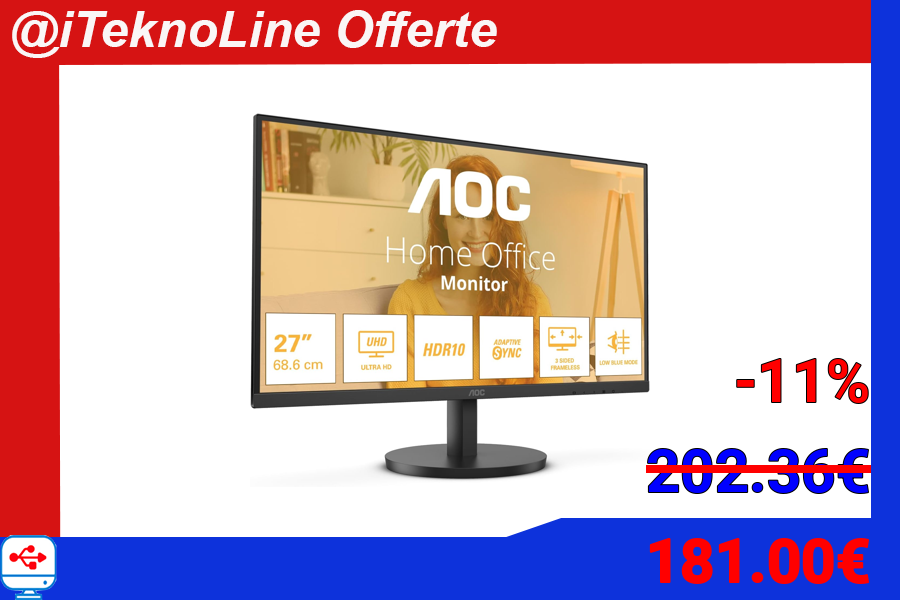 @iTeknoLine Offerte
AOC
Home Office
Monitor
27”
68.6 cm
UHD
ULTRA HD
HDR10
ADAPTIVE
SYNC
3 SIDED
FRAMELESS
LOW BLUE MODE
AOC
-11%
202.36€
181.00€